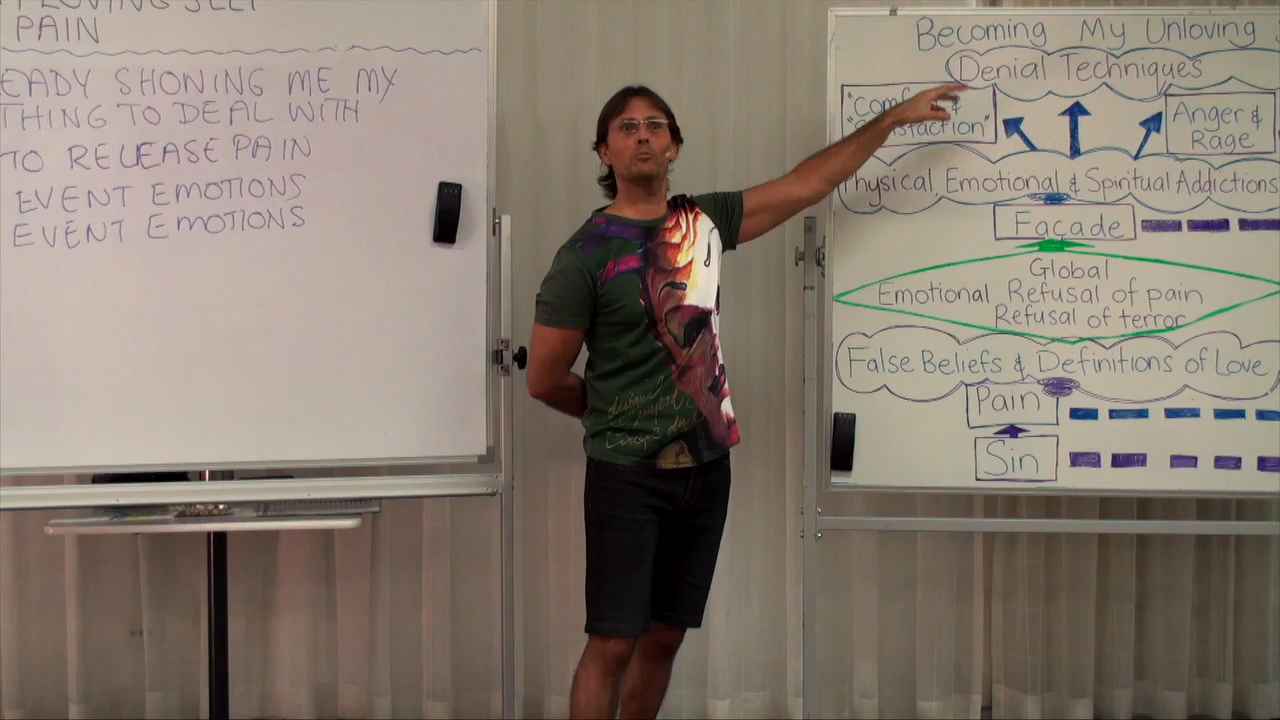 PAIN
EADY SHONING ME MY
THING TO DEAL WITH
TO RELEASE PAIN
EVENT EMOTIONS
EVENT EMOTIONS
Becoming My Unloving
Denial Techniques
Anger &
Rage
Physical, Emotional & Spiritual Addictions
Façade
Global
Emotional Refusal of pain
Refusal of terror
False Beliefs & Definitions of Love
Pain
Sin